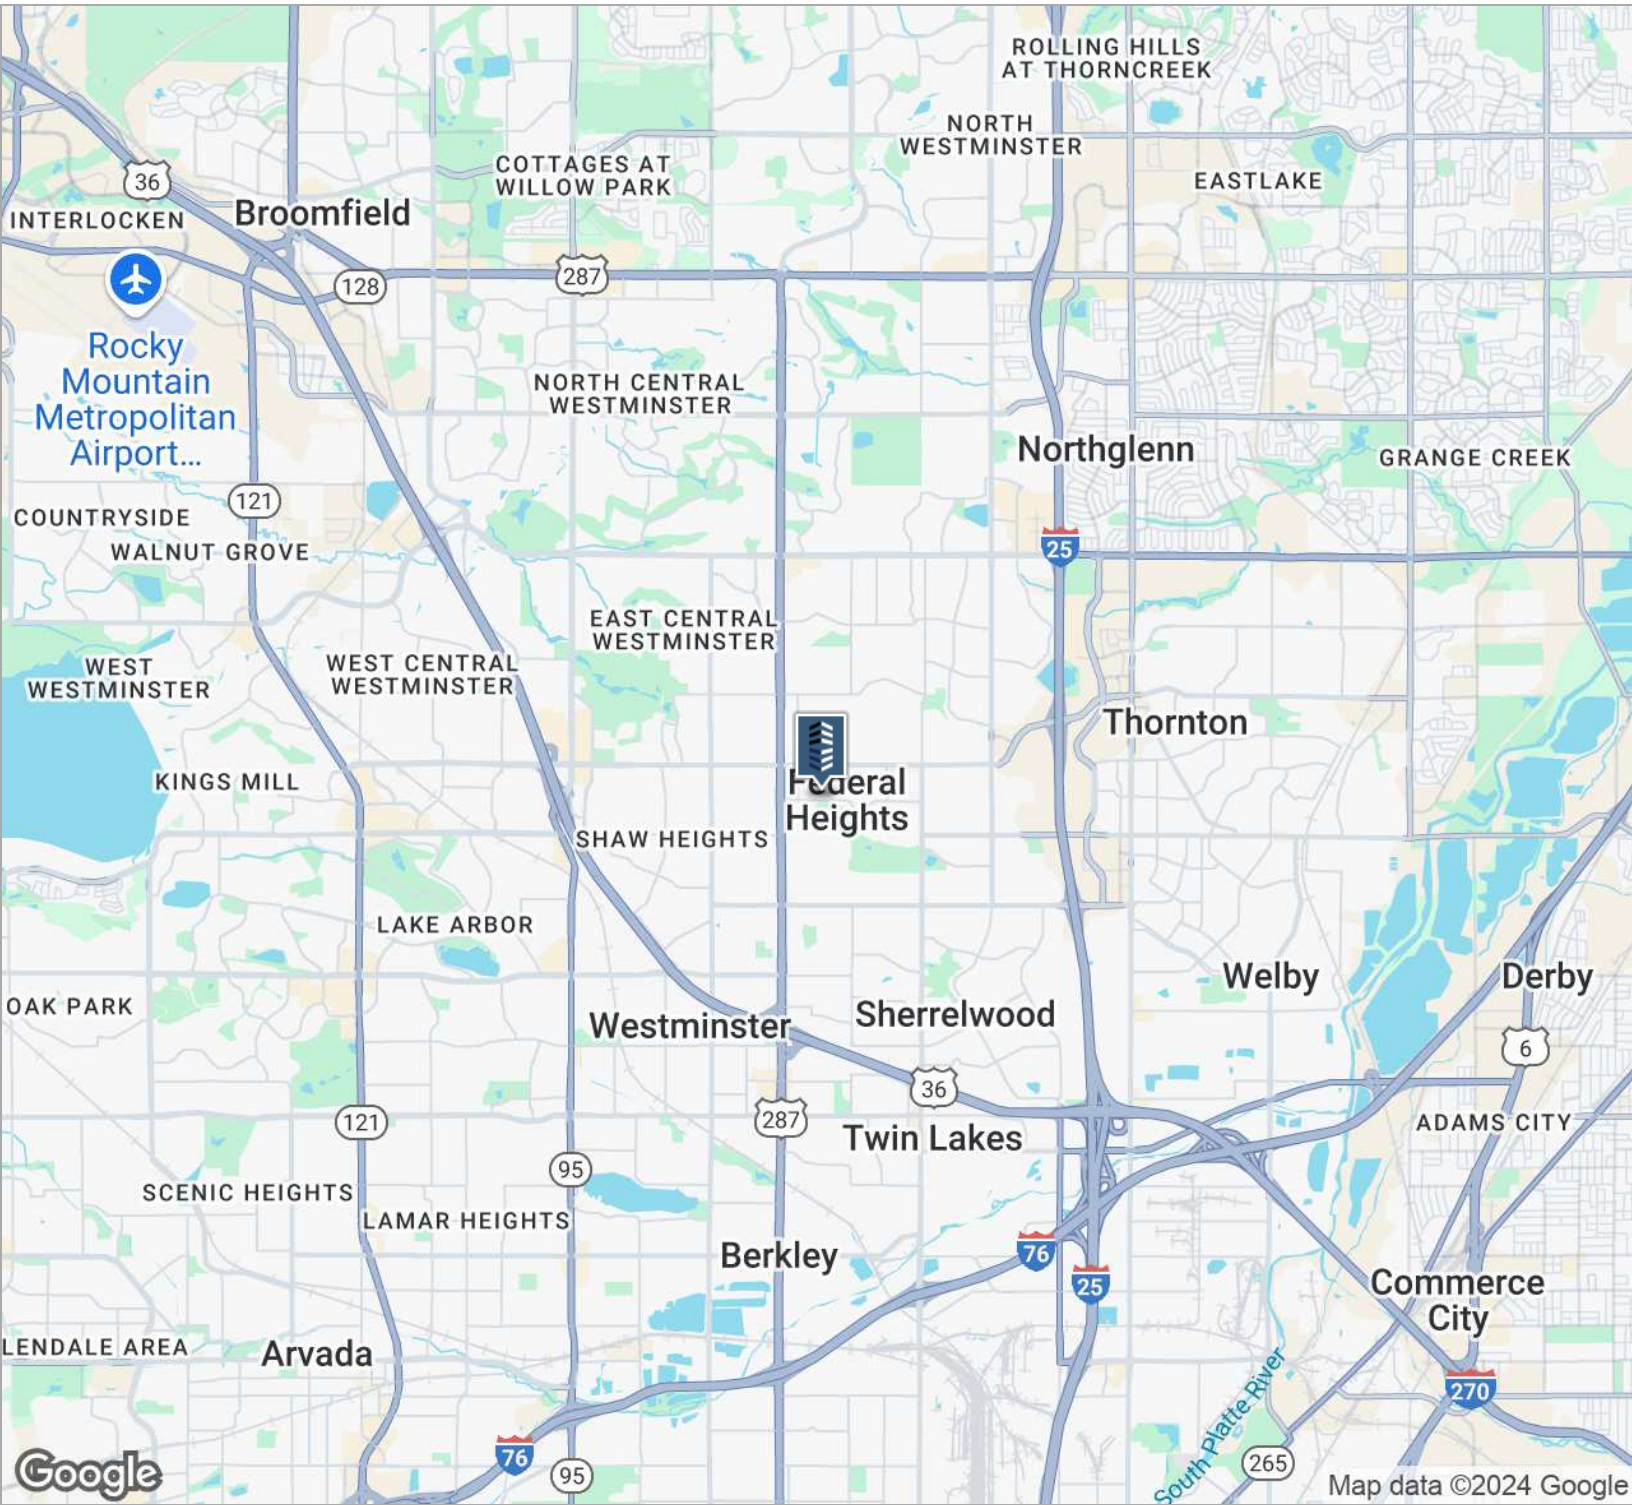 ROLLING HILLS
AT THORNCREEK
NORTH
WESTMINSTER
COTTAGES AT
WILLOW PARK
36
EASTLAKE
INTERLOCKEN
Broomfield
287
128
Rocky
Mountain
Metropolitan
Airport...
NORTH CENTRAL
WESTMINSTER
Northglenn
GRANGE CREEK
121
COUNTRYSIDE
WALNUT GROVE
25
EAST CENTRAL
WESTMINSTER
WEST
WESTMINSTER
WEST CENTRAL
WESTMINSTER
Thornton
KINGS MILL
Federal
Heights
SHAW HEIGHTS
LAKE ARBOR
Welby
Derby
OAK PARK
Westminster
Sherrelwood
6
36
121
287
Twin Lakes
ADAMS CITY
95
SCENIC HEIGHTS
LAMAR HEIGHTS
Berkley
76
25
Commerce
City
LENDALE AREA
Arvada
270
South Platte River
76
95
265
Google
Map data ©2024 Google